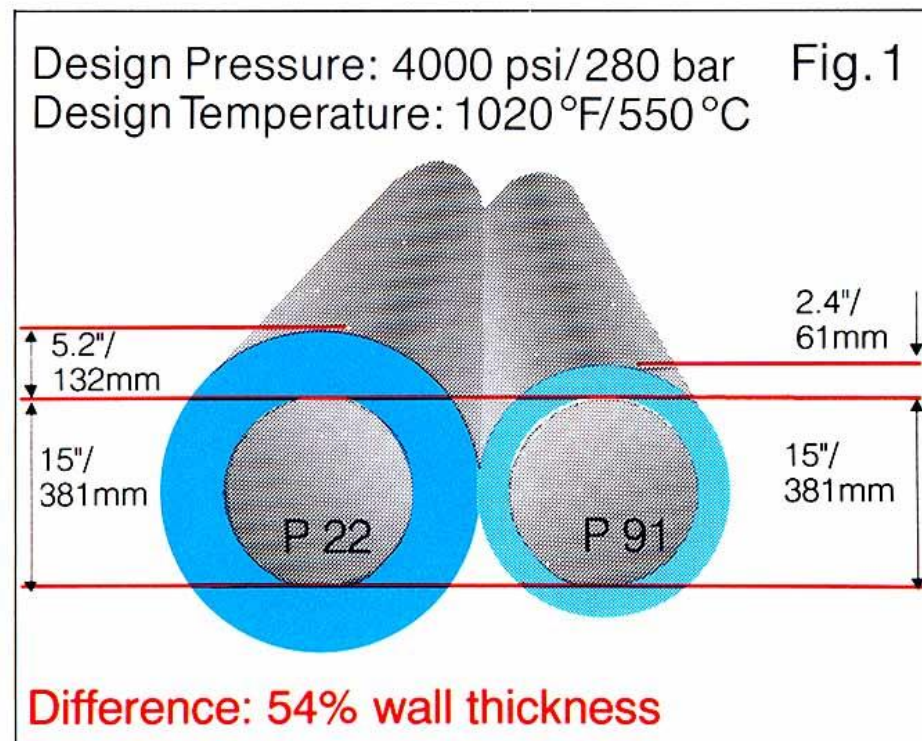 Design Pressure: 4000 psi/280 bar
Fig.1
Design Temperature: 1020°F/550°C
5.2"/
132mm
2.4"/
61mm
15"/
381mm
15"/
381mm
P 22
P 91
Difference: 54% wall thickness